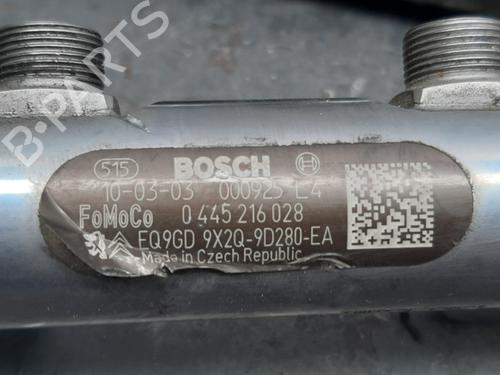 515 BOSCH
10-03-03 000925 L4
FoMoCo 0 445 216 028
EQ9GD 9X2Q-9D280-EA
Made in Czech Republic
B-PARTS